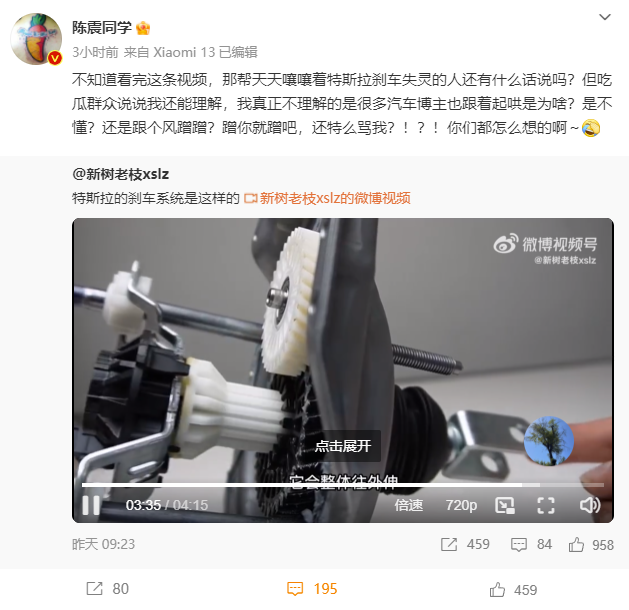 陈震同学
3小时前 来自 Xiaomi 13 已编辑
不知道看完这条视频，那帮天天嚷嚷着特斯拉刹车失灵的人还有什么话说吗？但吃
瓜群众说说我还能理解，我真正不理解的是很多汽车博主也跟着起哄是为啥？是不
懂？还是跟个风蹭蹭？蹭你就蹭吧，还特么骂我？！？！你们都怎么想的啊～
@新树老枝xslz
特斯拉的刹车系统是这样的 新树老枝xslz的微博视频
微博视频号
@新树老枝xslz
点击展开
它会整体往外伸
03:35 / 04:15 倍速 720p
昨天 09:23 459 84 958
80 195 459